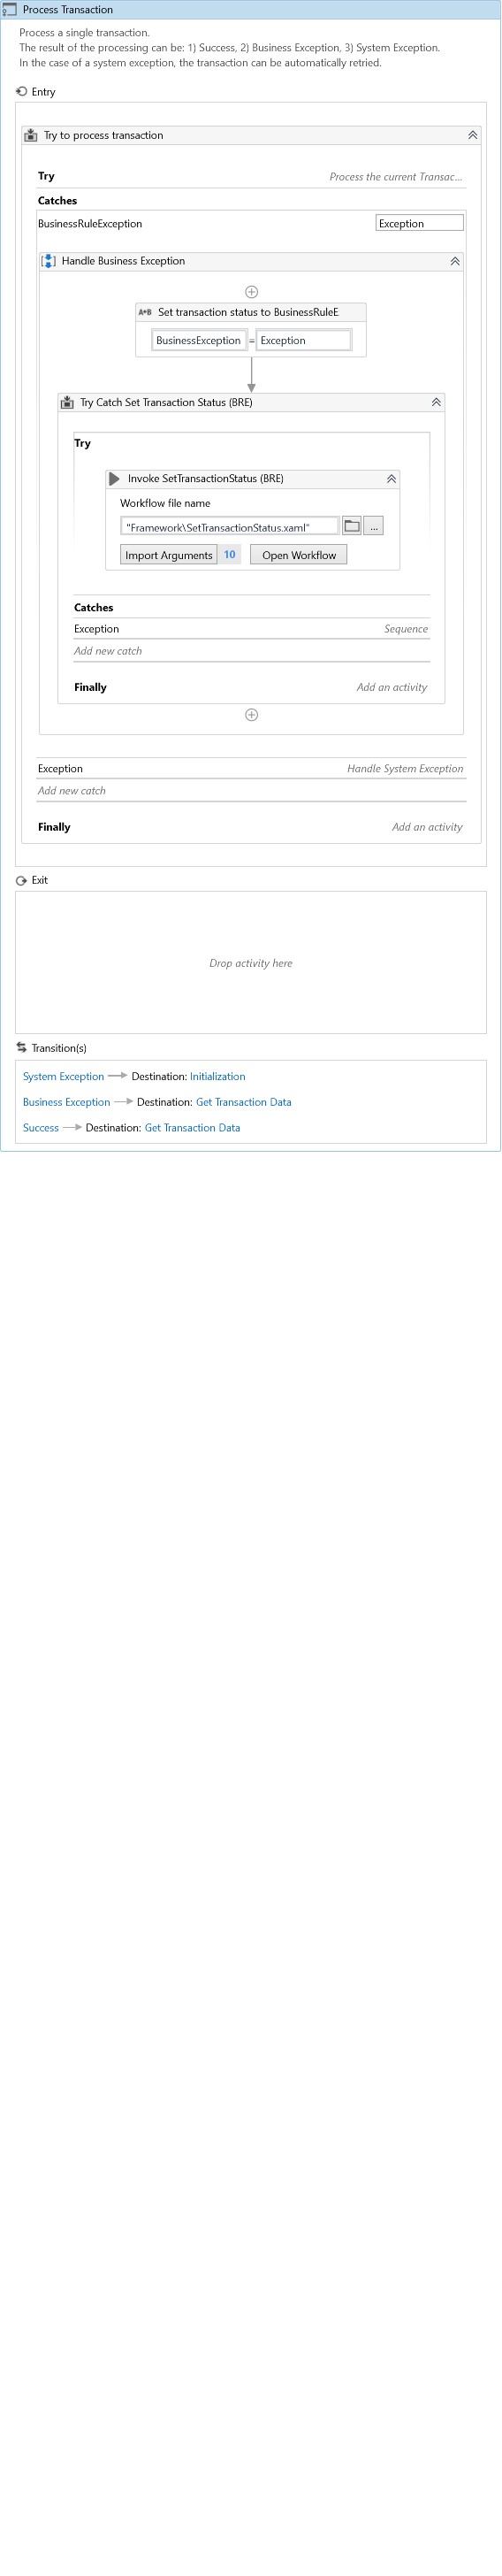 Process Transaction
Process a single transaction.
The result of the processing can be: 1) Success, 2) Business Exception, 3) System Exception.
In the case of a system exception, the transaction can be automatically retried.
Entry
Try to process transaction
Try Process the current Transac...
Catches
BusinessRuleException Exception
Handle Business Exception
A*B Set transaction status to BusinessRuleE
BusinessException = Exception
Try Catch Set Transaction Status (BRE)
Try
Invoke SetTransactionStatus (BRE)
Workflow file name
"Framework\SetTransactionStatus.xaml" ...
Import Arguments 10 Open Workflow
Catches
Exception Sequence
Add new catch
Finally Add an activity
Exception Handle System Exception
Add new catch
Finally Add an activity
Exit
Drop activity here
Transition(s)
System Exception Destination: Initialization
Business Exception Destination: Get Transaction Data
Success Destination: Get Transaction Data